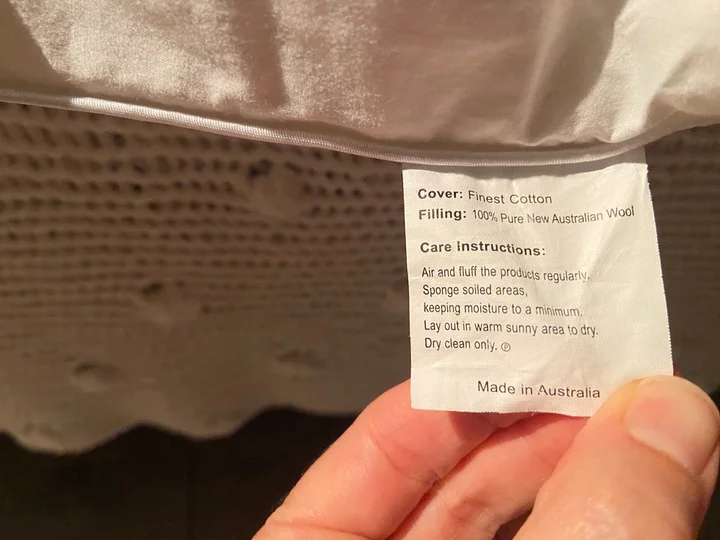 Cover: Finest Cotton
Filling: 100% Pure New Australian Wool
Care Instructions:
Air and fluff the products regularly.
Sponge soiled areas,
keeping moisture to a minimum.
Lay out in warm sunny area to dry.
Dry clean only. Ⓟ
Made in Australia